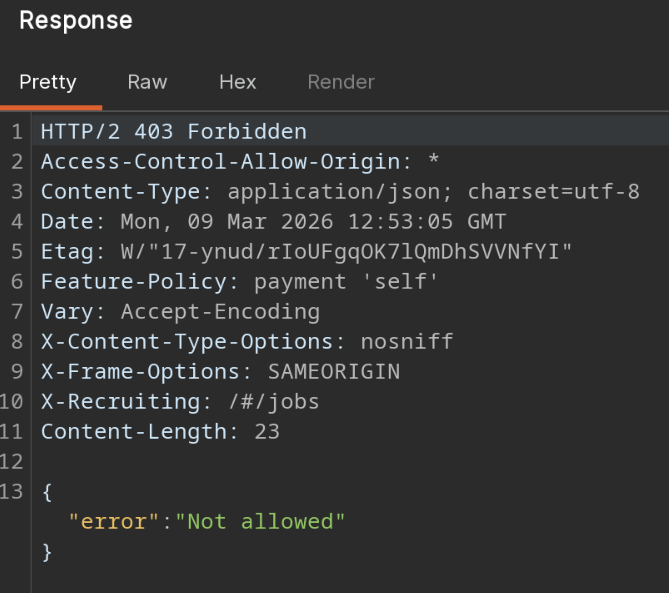 Response
Pretty Raw Hex Render
1 HTTP/2 403 Forbidden
2 Access-Control-Allow-Origin: *
3 Content-Type: application/json; charset=utf-8
4 Date: Mon, 09 Mar 2026 12:53:05 GMT
5 Etag: W/"17-ynud/rIoUFgqOK7lQmDhSVVNfYI"
6 Feature-Policy: payment 'self'
7 Vary: Accept-Encoding
8 X-Content-Type-Options: nosniff
9 X-Frame-Options: SAMEORIGIN
10 X-Recruiting: /#/jobs
11 Content-Length: 23
12
13 {
"error":"Not allowed"
}